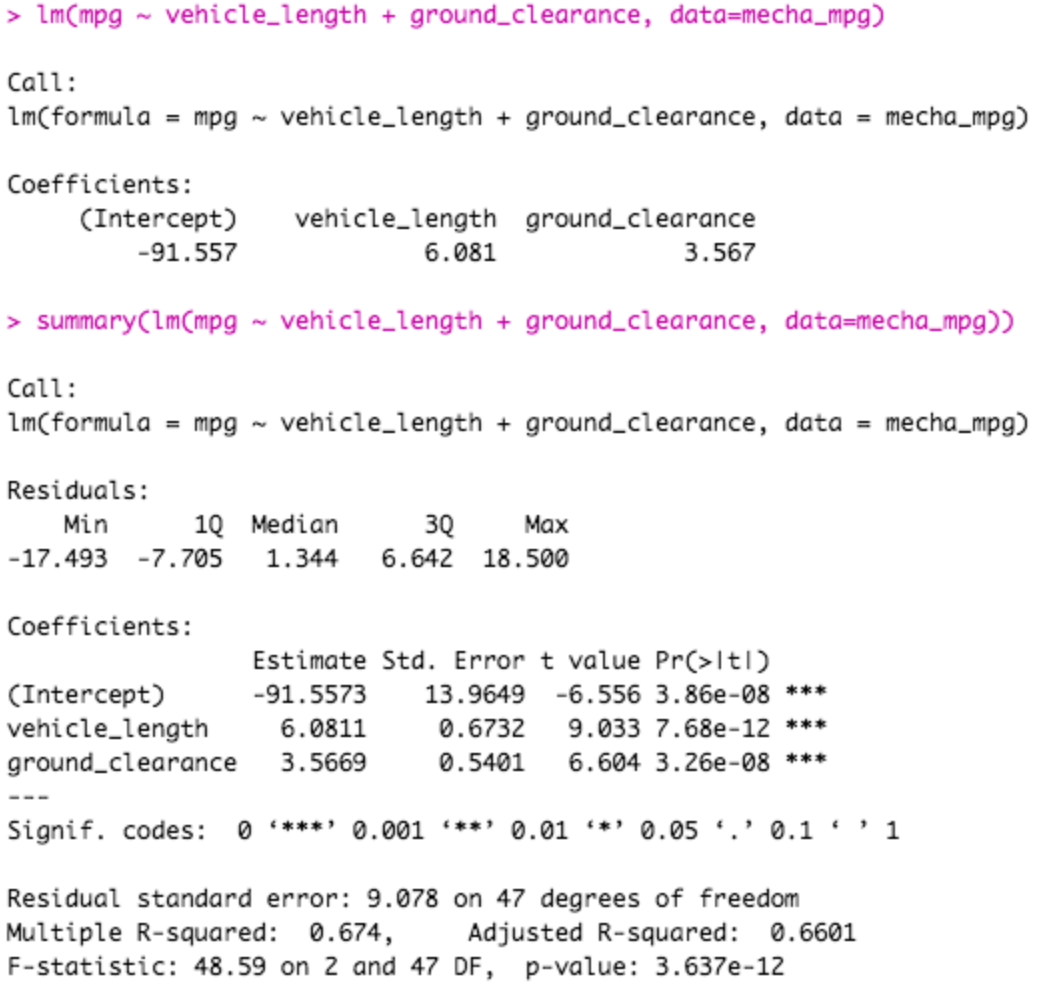 > lm(mpg ~ vehicle_length + ground_clearance, data=mecha_mpg)
Call:
lm(formula = mpg ~ vehicle_length + ground_clearance, data = mecha_mpg)
Coefficients:
(Intercept) vehicle_length ground_clearance
-91.557 6.081 3.567
> summary(lm(mpg ~ vehicle_length + ground_clearance, data=mecha_mpg))
Call:
lm(formula = mpg ~ vehicle_length + ground_clearance, data = mecha_mpg)
Residuals:
Min 1Q Median 3Q Max
-17.493 -7.705 1.344 6.642 18.500
Coefficients:
Estimate Std. Error t value Pr(>|t|)
(Intercept) -91.5573 13.9649 -6.556 3.86e-08 ***
vehicle_length 6.0811 0.6732 9.033 7.68e-12 ***
ground_clearance 3.5669 0.5401 6.604 3.26e-08 ***
---
Signif. codes: 0 ‘***’ 0.001 ‘**’ 0.01 ‘*’ 0.05 ‘.’ 0.1 ‘ ’ 1
Residual standard error: 9.078 on 47 degrees of freedom
Multiple R-squared: 0.674, Adjusted R-squared: 0.6601
F-statistic: 48.59 on 2 and 47 DF, p-value: 3.637e-12